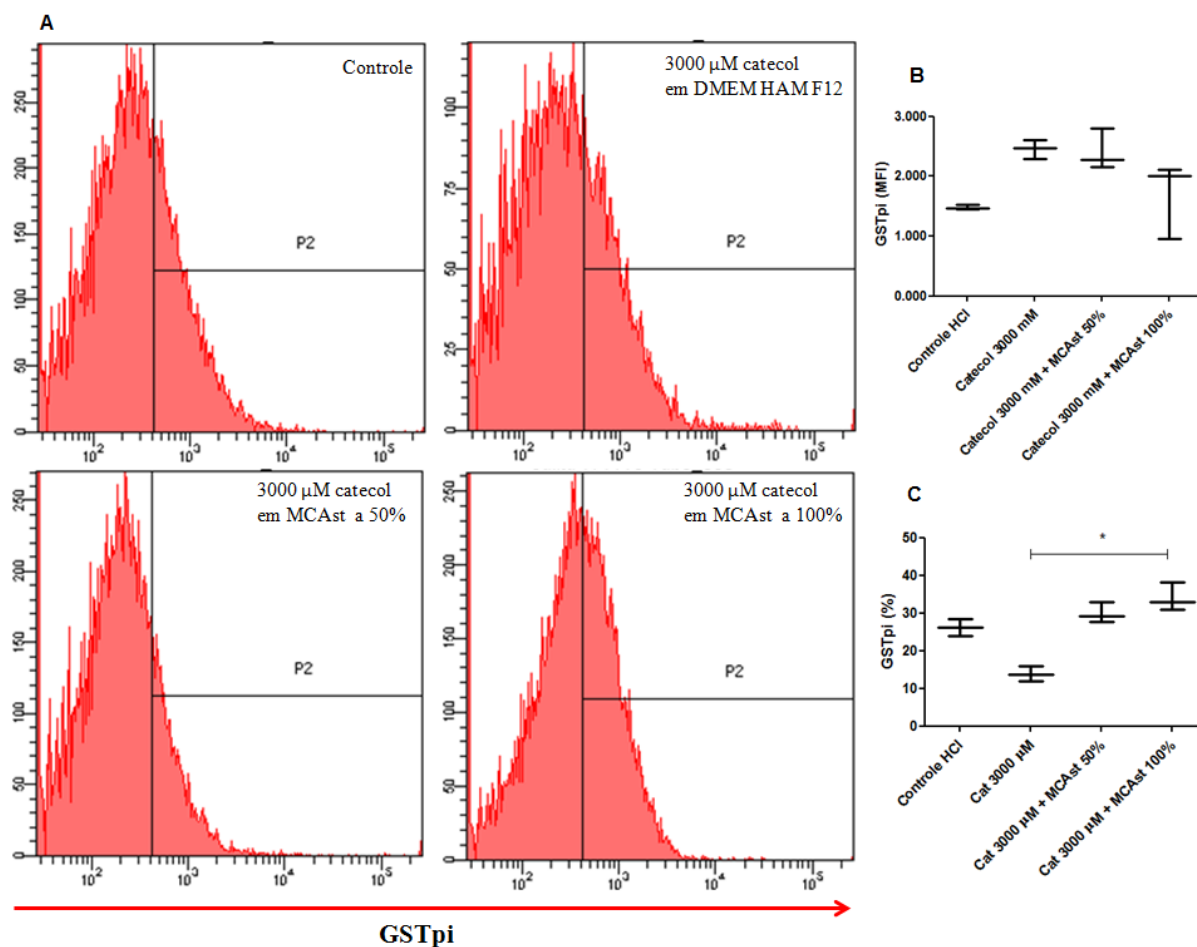 A
Controle
P2
250
200
150
100
50
0
10²
10³
10⁴
10⁵
3000 µM catecol
em DMEM HAM F12
P2
100
75
50
25
0
10²
10³
10⁴
10⁵
3000 µM catecol
em MCAst a 50%
P2
250
200
150
100
50
0
10²
10³
10⁴
10⁵
3000 µM catecol
em MCAst a 100%
P2
250
200
150
100
50
0
10²
10³
10⁴
10⁵
GSTpi
B
GSTpi (MFI)
3.000
2.000
1.000
0.000
Controle HCl
Catecol 3000 mM
Catecol 3000 mM + MCAst 50%
Catecol 3000 mM + MCAst 100%
C
GSTpi (%)
50
40
30
20
10
0
*
Controle HCl
Cat 3000 µM
Cat 3000 µM + MCAst 50%
Cat 3000 µM + MCAst 100%